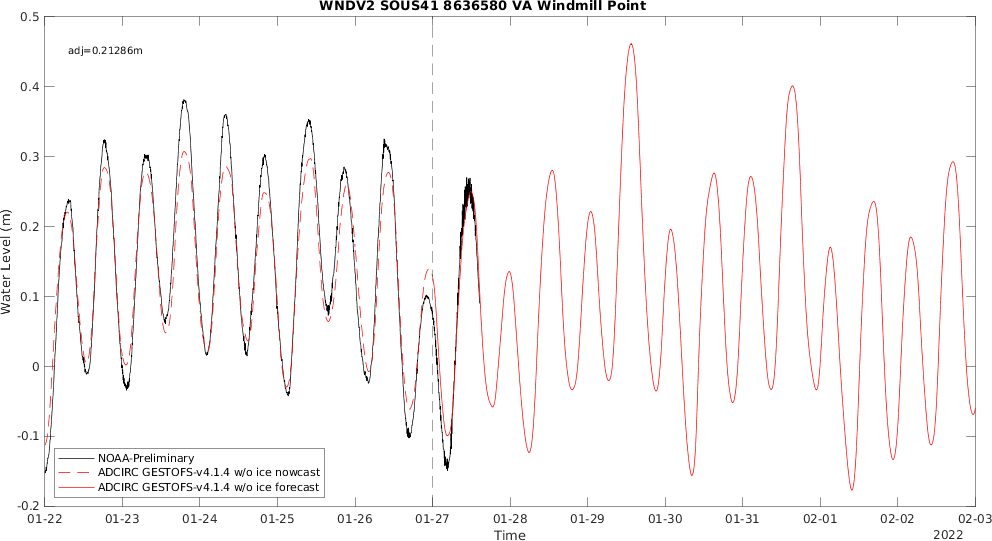 WNDV2 SOUS41 8636580 VA Windmill Point
adj=0.21286m
Water Level (m)
0.5
0.4
0.3
0.2
0.1
0
-0.1
-0.2
NOAA-Preliminary
ADCIRC GESTOFS-v4.1.4 w/o ice nowcast
ADCIRC GESTOFS-v4.1.4 w/o ice forecast
01-22 01-23 01-24 01-25 01-26 01-27 01-28 01-29 01-30 01-31 02-01 02-02 02-03
Time
2022